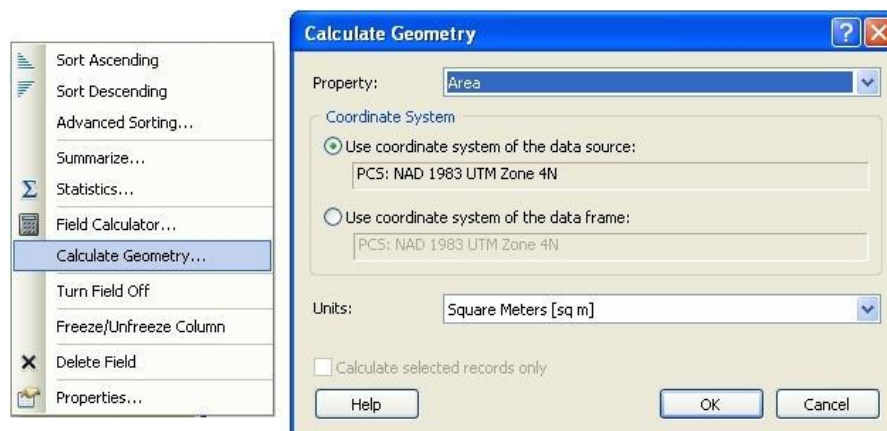 Sort Ascending
Sort Descending
Advanced Sorting...
Summarize...
Statistics...
Field Calculator...
Calculate Geometry...
Turn Field Off
Freeze/Unfreeze Column
Delete Field
Properties...
Calculate Geometry
Property:
Area
Coordinate System
Use coordinate system of the data source:
PCS: NAD 1983 UTM Zone 4N
Use coordinate system of the data frame:
PCS: NAD 1983 UTM Zone 4N
Units:
Square Meters [sq m]
Calculate selected records only
Help
OK
Cancel